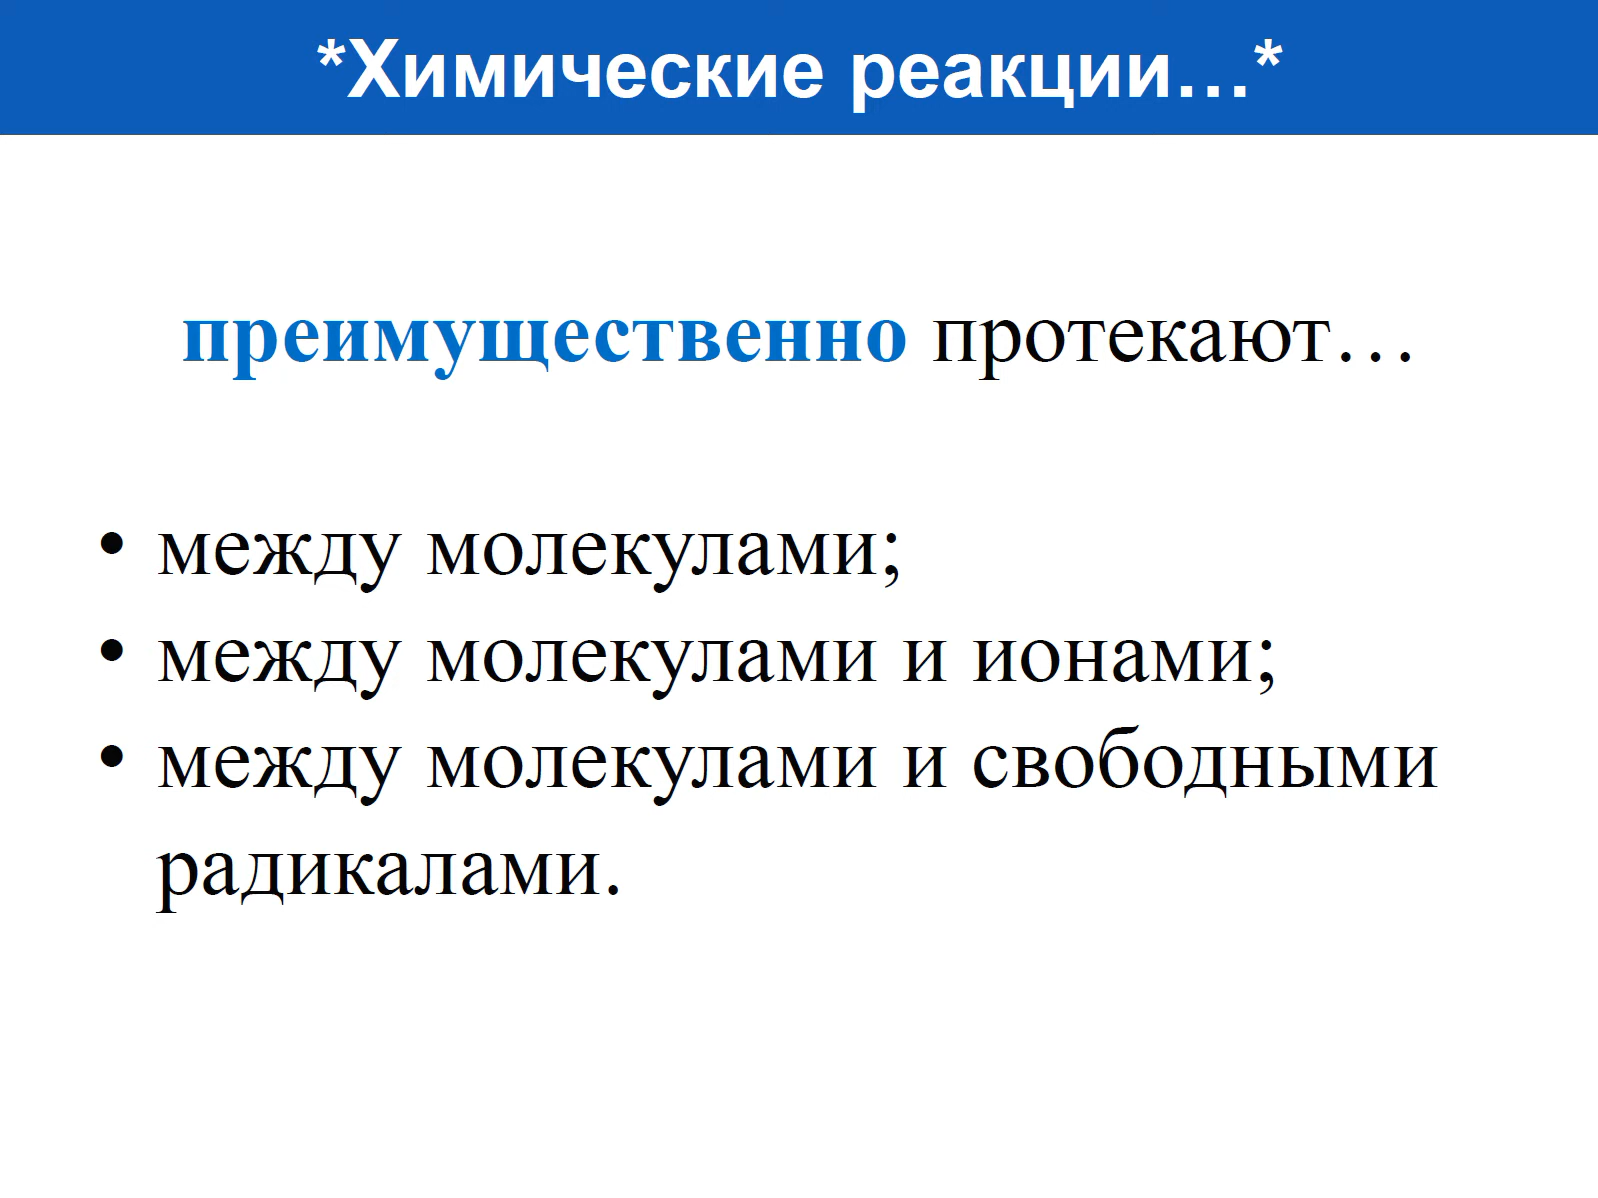 *Химические реакции…*
преимущественно протекают…
• между молекулами;
• между молекулами и ионами;
• между молекулами и свободными
радикалами.